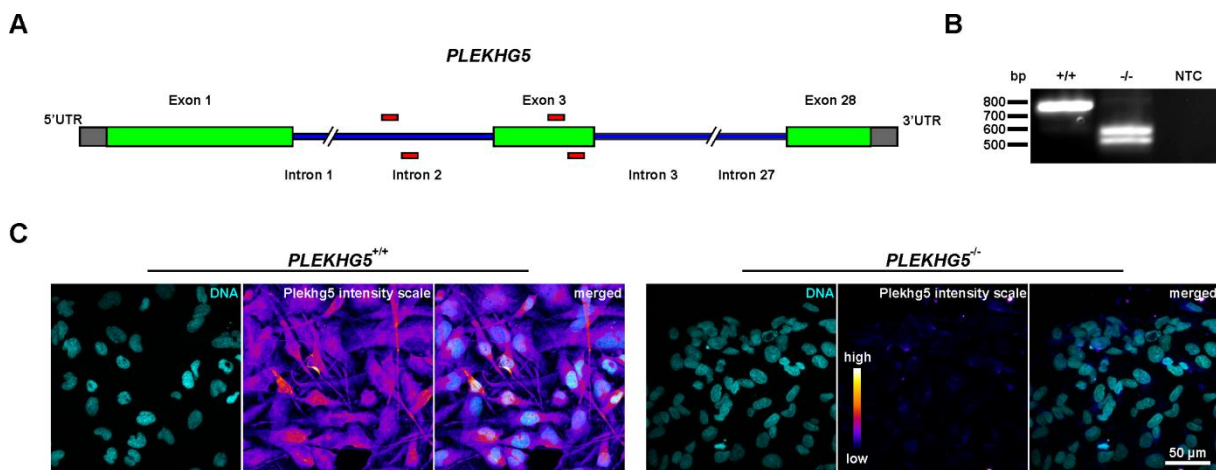 A
PLEKHG5
Exon 1
Exon 3
Exon 28
5'UTR
3'UTR
Intron 1
Intron 2
Intron 3
Intron 27
B
bp
+/+
-/-
NTC
800
700
600
500
C
PLEKHG5+/+
PLEKHG5-/-
DNA
Plekhg5 intensity scale
merged
DNA
Plekhg5 intensity scale
merged
high
low
50 µm